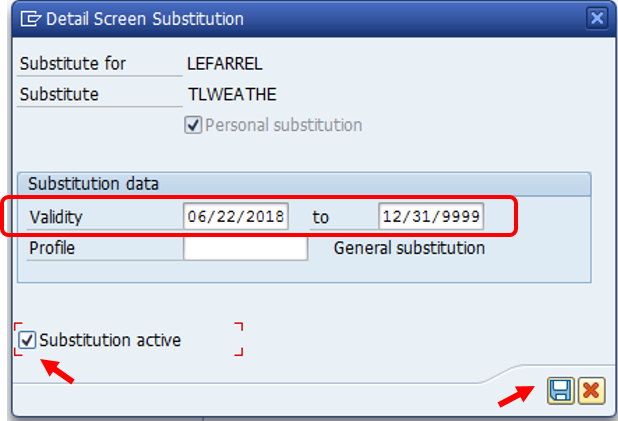 Detail Screen Substitution
Substitute for LEFARREL
Substitute TLWEATHE
Personal substitution
Substitution data
Validity 06/22/2018 to 12/31/9999
Profile General substitution
Substitution active